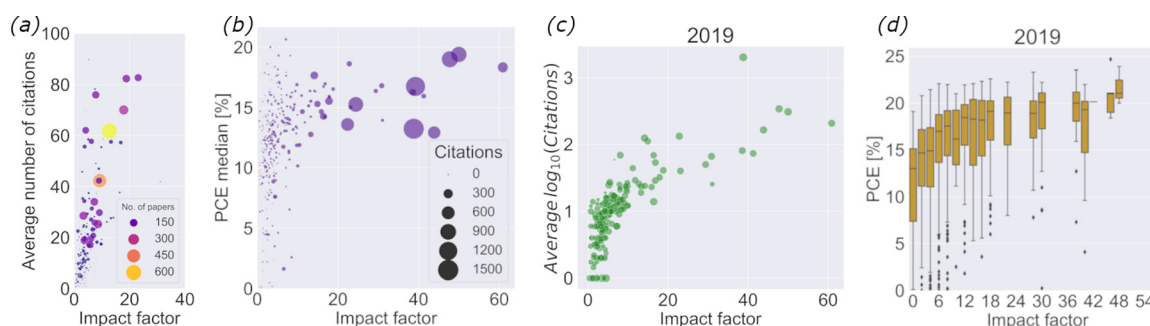 (a)
Average number of citations
100
80
60
40
20
0
0
20
40
Impact factor
No. of papers
150
300
450
600
(b)
PCE median [%]
20
15
10
5
0
0
20
40
60
Impact factor
Citations
0
300
600
900
1200
1500
(c)
2019
Average log10(Citations)
3
2
1
0
0
20
40
60
Impact factor
(d)
2019
PCE [%]
25
20
15
10
5
0
0 6 12 18 24 30 36 42 48 54
Impact factor